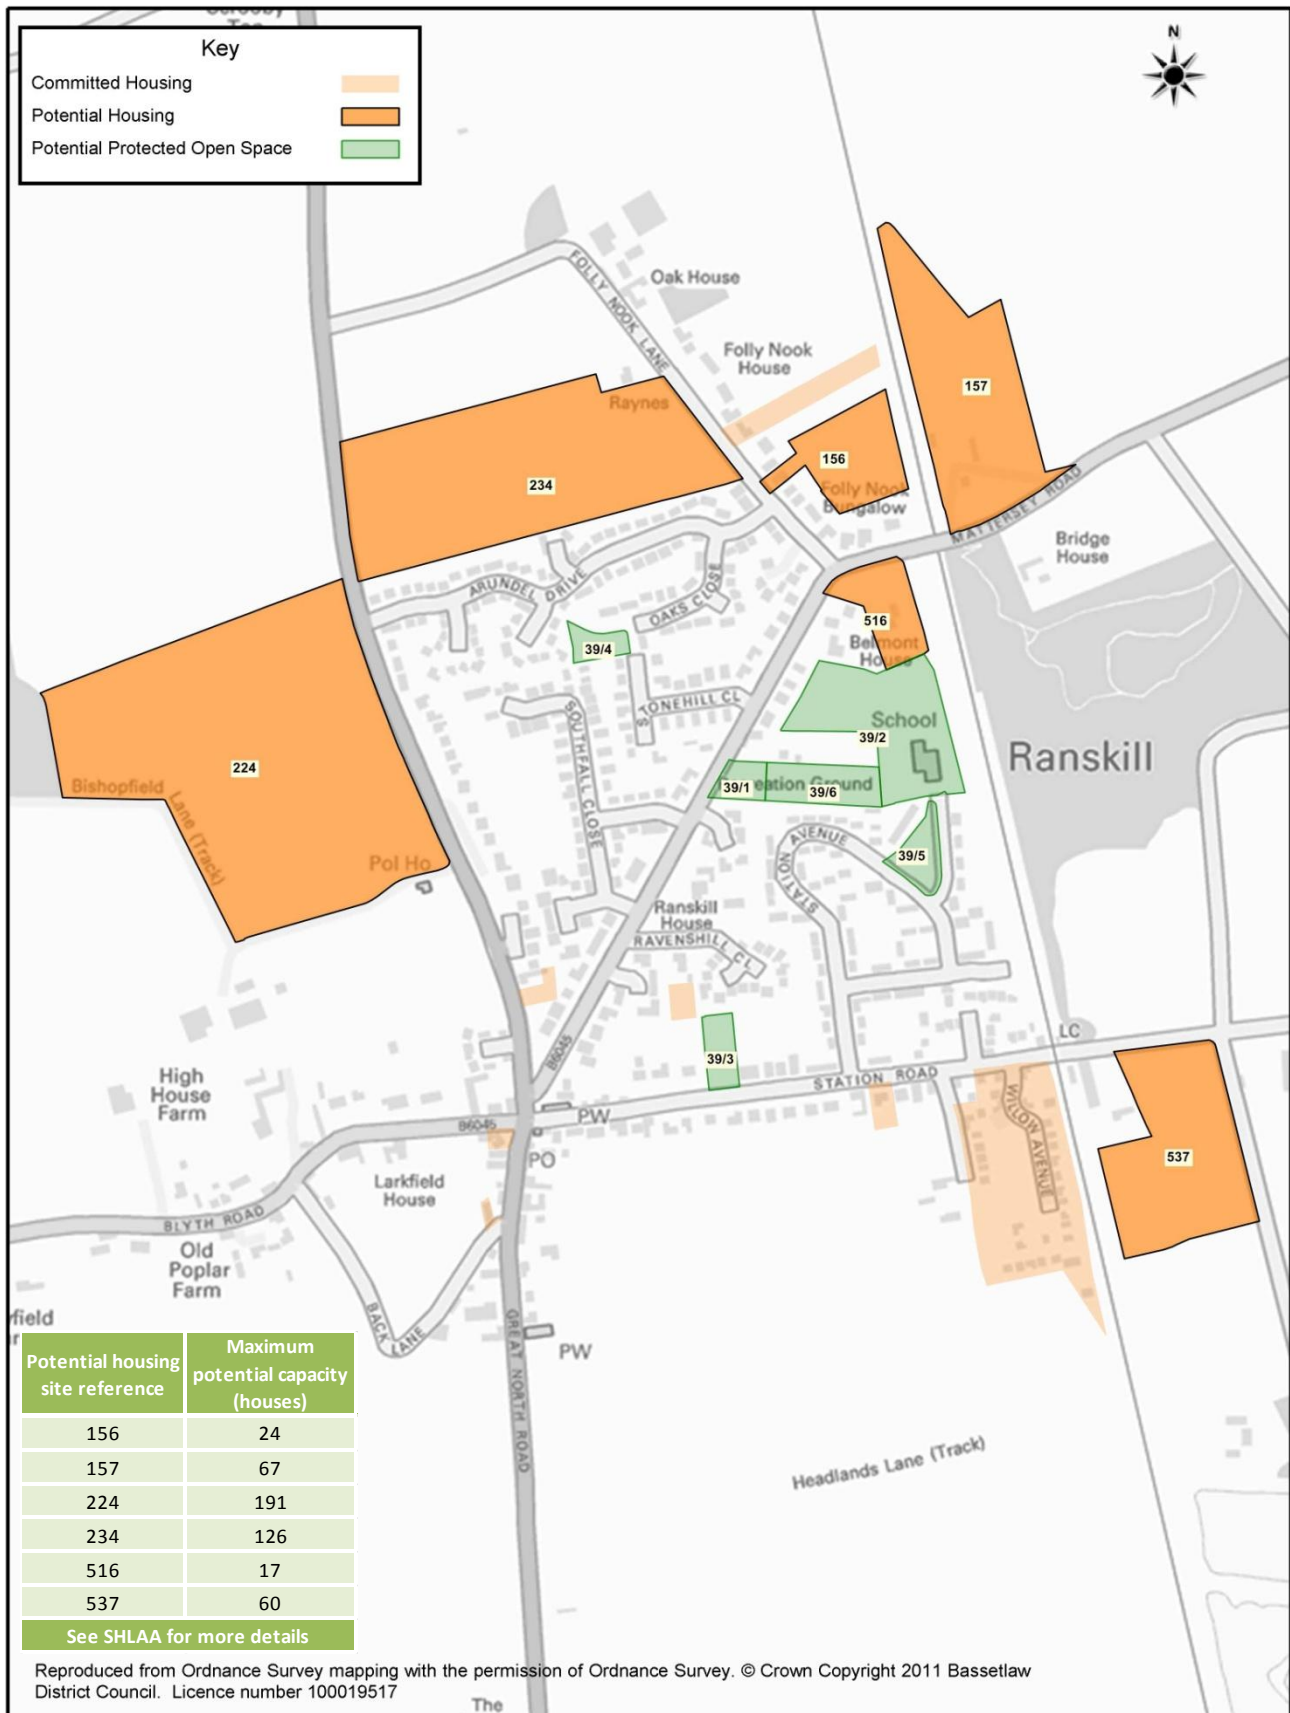 Scrooby
Top
Key
Committed Housing
Potential Housing
Potential Protected Open Space
N
FOLLY NOOK LANE
Oak House
Folly Nook
House
Raynes
157
156
234
Folly Nook
Bungalow
MATTERSEY ROAD
Bridge
House
ARUNDEL DRIVE
OAKS CLOSE
516
Belmont
House
39/4
STONEHILL CL
SOUTHFALL CLOSE
School
39/2
Ranskill
224
Bishopfield
Lane (Track)
39/1
eation Ground
39/6
Pol Ho
STATION AVENUE
39/5
Ranskill
House
RAVENSHILL CL
B6045
LC
39/3
STATION ROAD
High
House
Farm
B6045
PW
WILLOW AVENUE
PO
537
Larkfield
House
BLYTH ROAD
Old
Poplar
Farm
yfield
BACK LANE
GREAT NORTH ROAD
PW
Potential housing site reference Maximum potential capacity (houses)
156 24
157 67
224 191
234 126
516 17
537 60
See SHLAA for more details
Headlands Lane (Track)
Reproduced from Ordnance Survey mapping with the permission of Ordnance Survey. © Crown Copyright 2011 Bassetlaw
District Council. Licence number 100019517
The